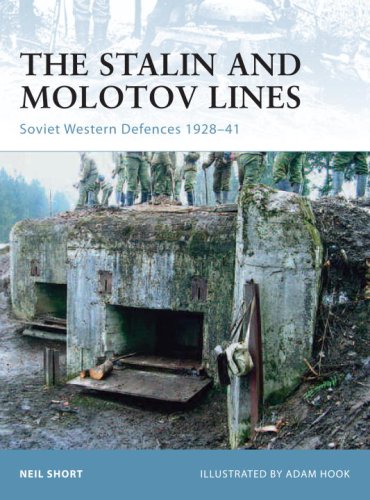 THE STALIN AND
MOLOTOV LINES
Soviet Western Defences 1928–41
NEIL SHORT
ILLUSTRATED BY ADAM HOOK